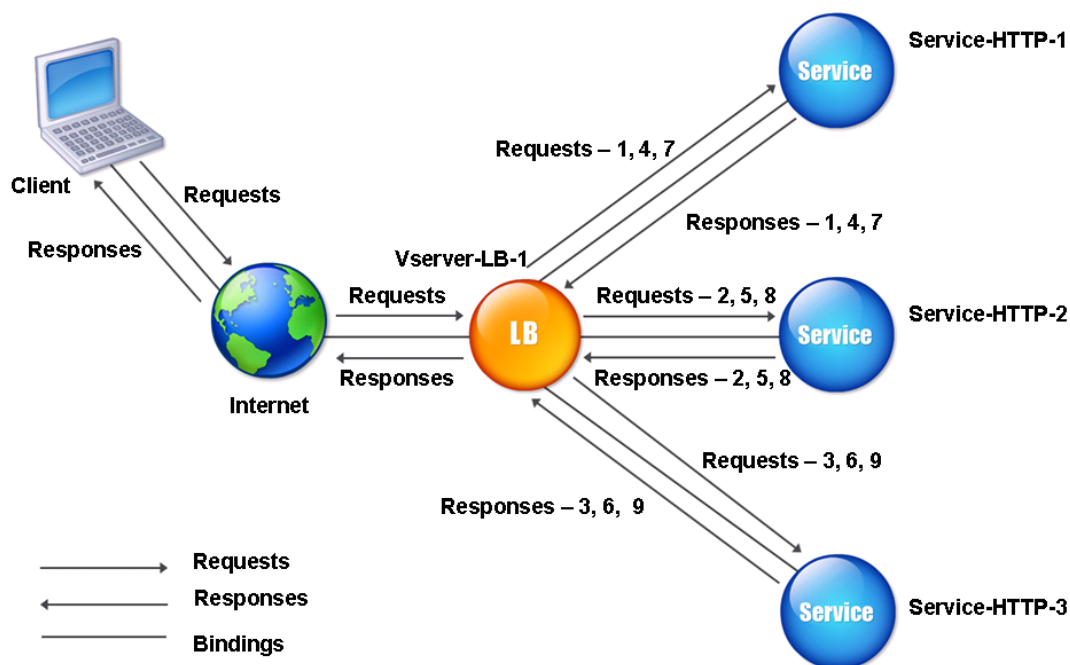 Service-HTTP-1
Service
Requests – 1, 4, 7
Client
Requests
Responses
Responses – 1, 4, 7
Vserver-LB-1
Requests
Requests – 2, 5, 8
Service-HTTP-2
LB
Service
Responses
Responses – 2, 5, 8
Internet
Requests – 3, 6, 9
Responses – 3, 6,  9
Requests
Responses
Service
Service-HTTP-3
Bindings